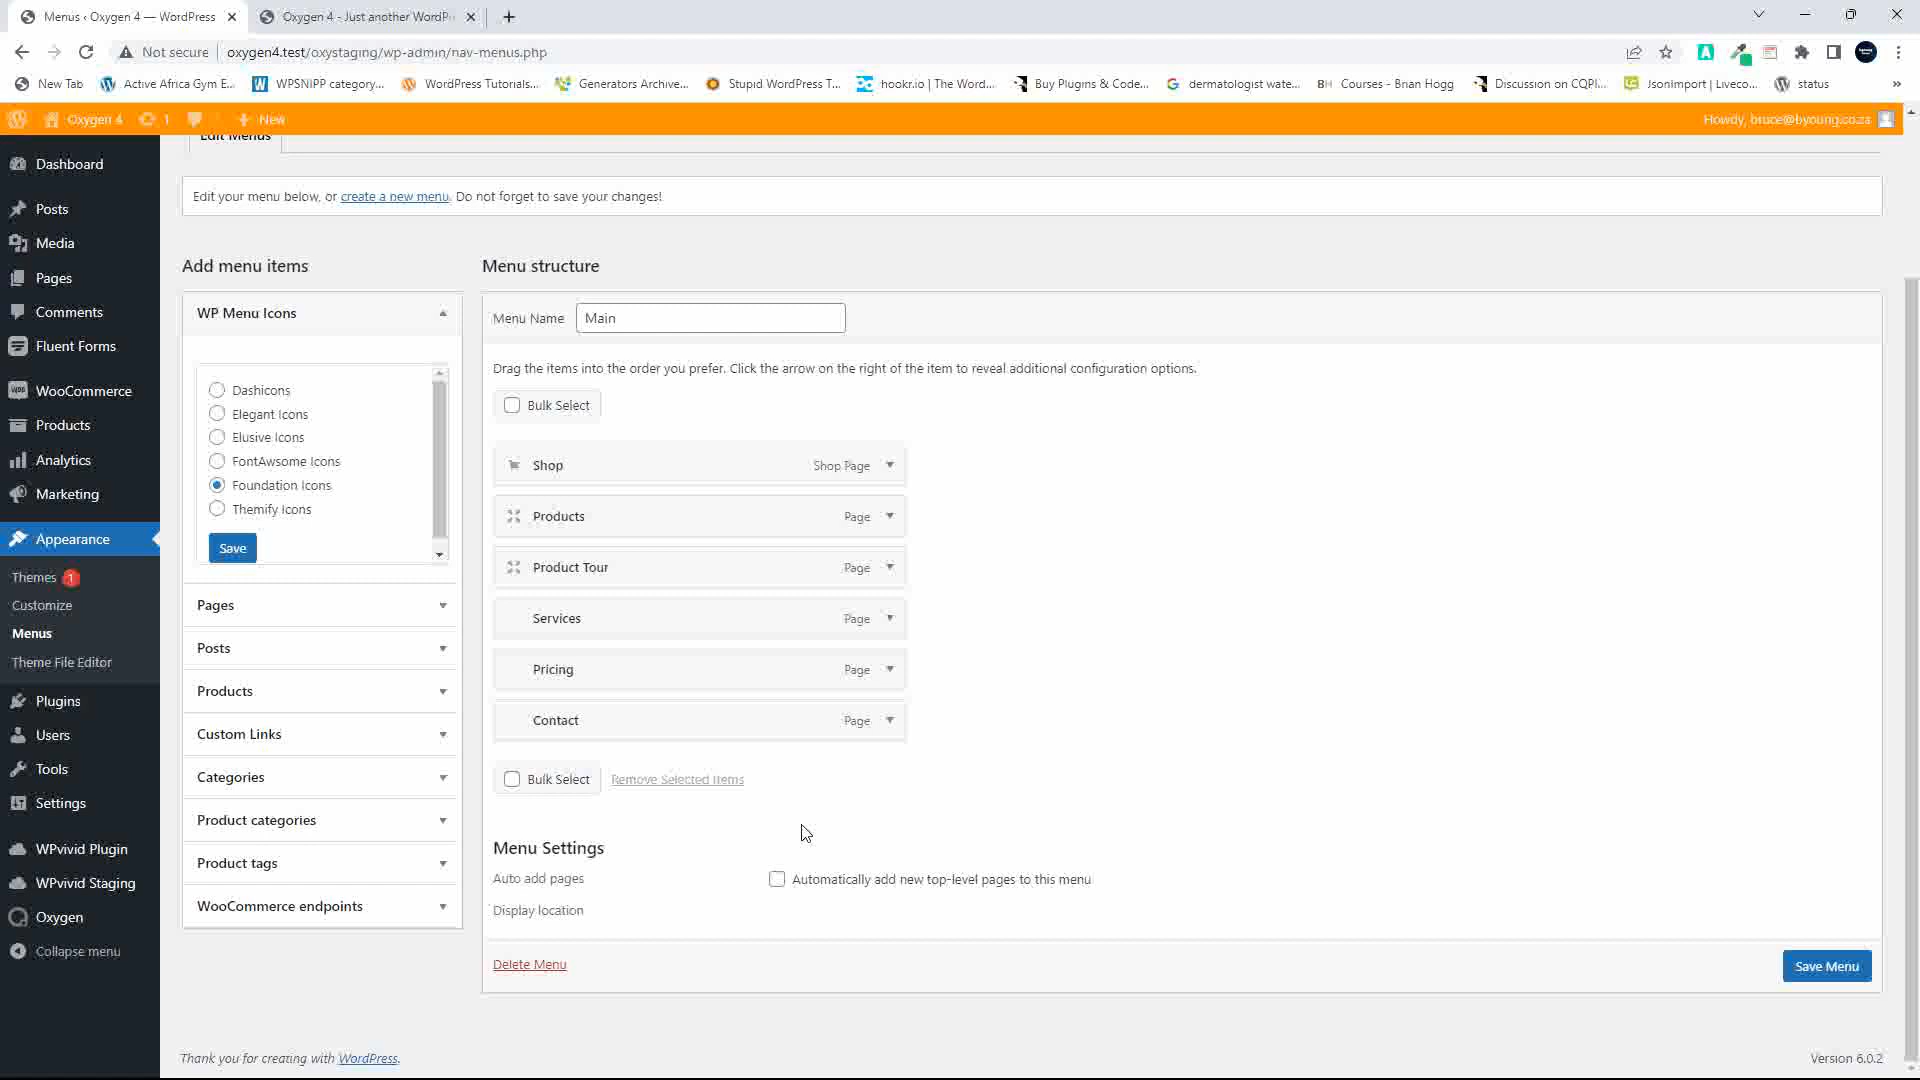 Menus ‹ Oxygen 4 — WordPress
Oxygen 4 - Just another WordPr
Not secure
oxygen4.test/oxystaging/wp-admin/nav-menus.php
New Tab
Active Africa Gym E...
WPSNIPP category...
WordPress Tutorials...
Generators Archive...
Stupid WordPress T...
hookr.io | The Word...
Buy Plugins & Code...
dermatologist wate...
BH Courses - Brian Hogg
Discussion on CQPI...
Jsonimport | Liveco...
status
»
Oxygen 4
1
New
Howdy, bruce@byoung.co.za
Edit Menus
Dashboard
Posts
Media
Pages
Comments
Fluent Forms
WooCommerce
Products
Analytics
Marketing
Appearance
Themes 1
Customize
Menus
Theme File Editor
Plugins
Users
Tools
Settings
WPvivid Plugin
WPvivid Staging
Oxygen
Collapse menu
Edit your menu below, or create a new menu. Do not forget to save your changes!
Add menu items
WP Menu Icons
Dashicons
Elegant Icons
Elusive Icons
FontAwsome Icons
Foundation Icons
Themify Icons
Save
Pages
Posts
Products
Custom Links
Categories
Product categories
Product tags
WooCommerce endpoints
Menu structure
Menu Name Main
Drag the items into the order you prefer. Click the arrow on the right of the item to reveal additional configuration options.
Bulk Select
Shop Shop Page
Products Page
Product Tour Page
Services Page
Pricing Page
Contact Page
Bulk Select Remove Selected Items
Menu Settings
Auto add pages Automatically add new top-level pages to this menu
Display location
Delete Menu
Save Menu
Thank you for creating with WordPress.
Version 6.0.2